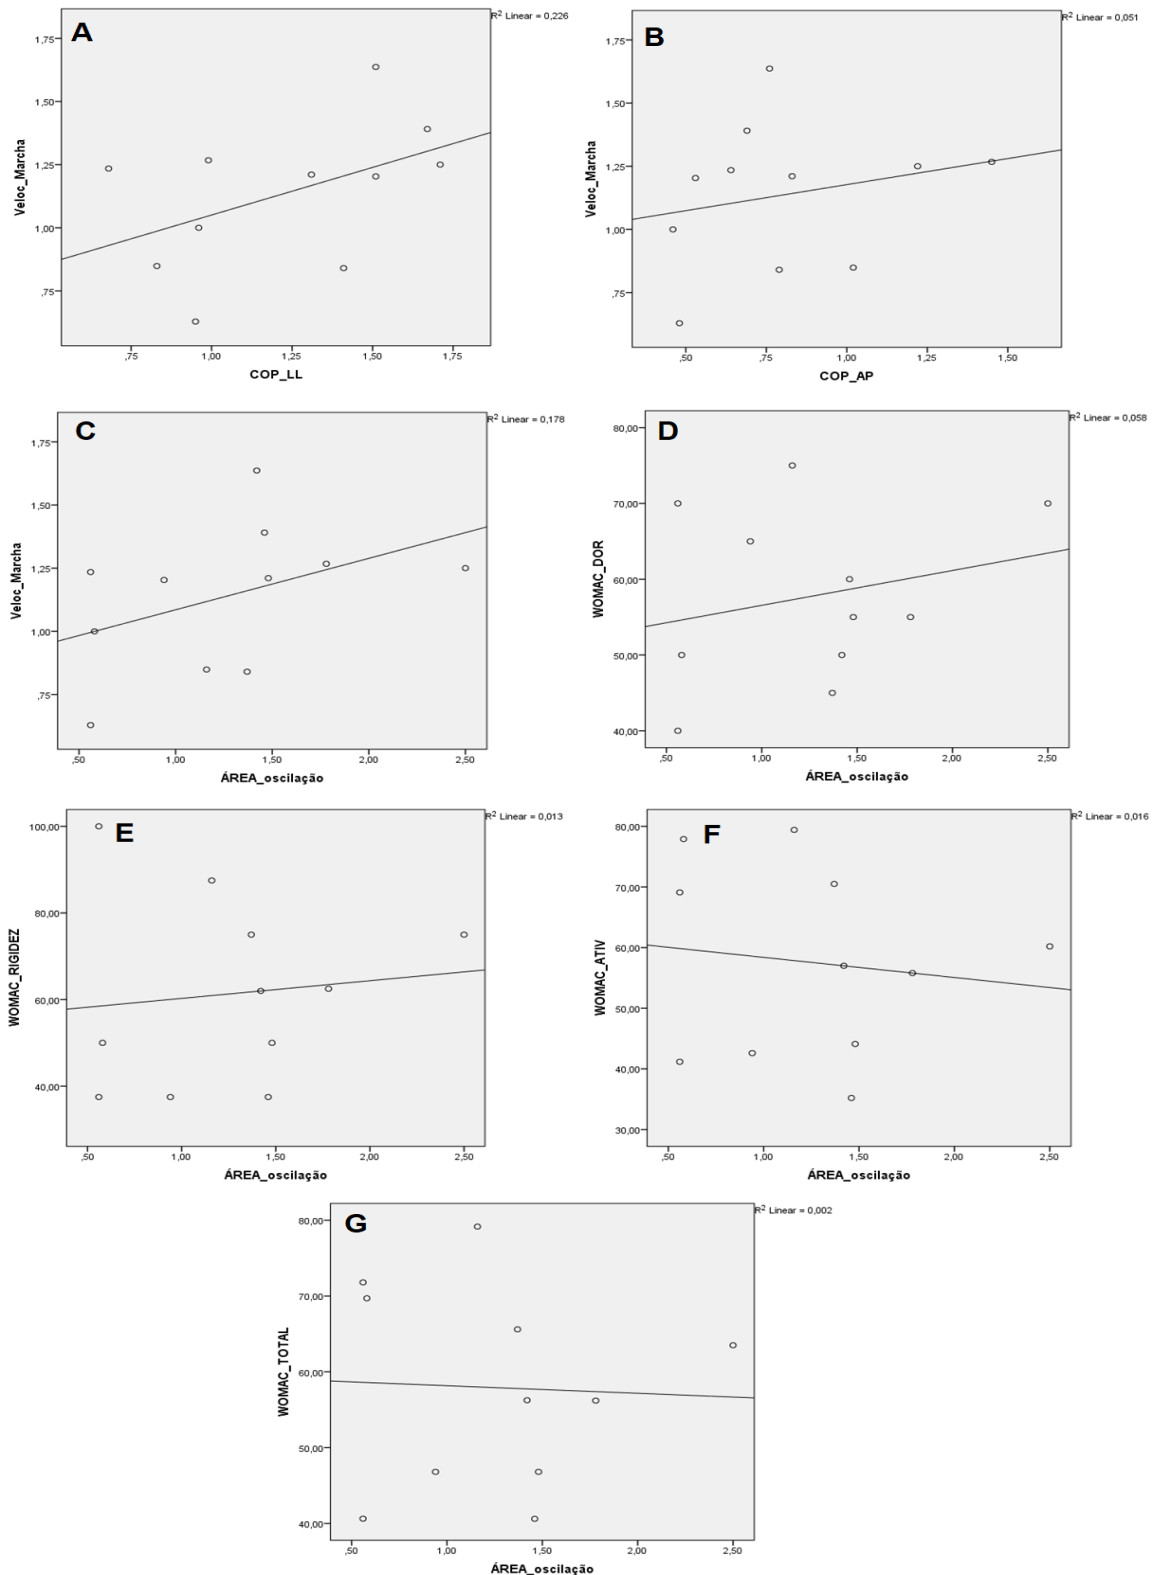 A
R² Linear = 0,226
1,75
1,50
1,25
1,00
,75
Veloc_Marcha
,75 1,00 1,25 1,50 1,75
COP_LL
B
R² Linear = 0,051
1,75
1,50
1,25
1,00
,75
Veloc_Marcha
,50 ,75 1,00 1,25 1,50
COP_AP
C
R² Linear = 0,178
1,75
1,50
1,25
1,00
,75
Veloc_Marcha
,50 1,00 1,50 2,00 2,50
ÁREA_oscilação
D
R² Linear = 0,058
80,00
70,00
60,00
50,00
40,00
WOMAC_DOR
,50 1,00 1,50 2,00 2,50
ÁREA_oscilação
E
R² Linear = 0,013
100,00
80,00
60,00
40,00
WOMAC_RIGIDEZ
,50 1,00 1,50 2,00 2,50
ÁREA_oscilação
F
R² Linear = 0,016
80,00
70,00
60,00
50,00
40,00
30,00
WOMAC_ATIV
,50 1,00 1,50 2,00 2,50
ÁREA_oscilação
G
R² Linear = 0,002
80,00
70,00
60,00
50,00
40,00
WOMAC_TOTAL
,50 1,00 1,50 2,00 2,50
ÁREA_oscilação